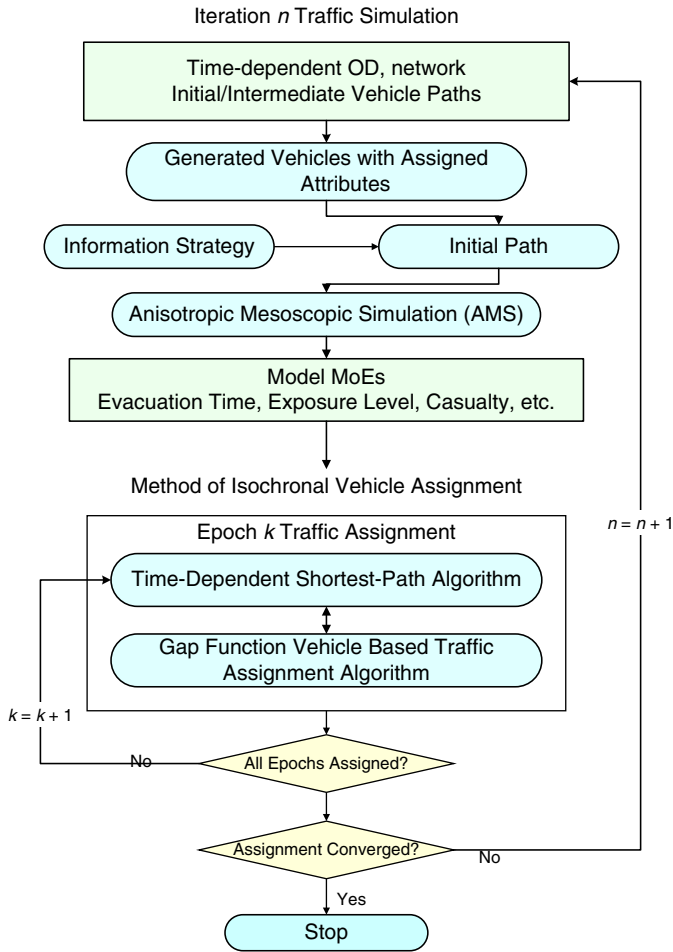 Iteration n Traffic Simulation
Time-dependent OD, network
Initial/Intermediate Vehicle Paths
Generated Vehicles with Assigned
Attributes
Information Strategy
Initial Path
Anisotropic Mesoscopic Simulation (AMS)
Model MoEs
Evacuation Time, Exposure Level, Casualty, etc.
Method of Isochronal Vehicle Assignment
n = n + 1
Epoch k Traffic Assignment
Time-Dependent Shortest-Path Algorithm
Gap Function Vehicle Based Traffic
Assignment Algorithm
k = k + 1
No
All Epochs Assigned?
Assignment Converged?
No
Yes
Stop